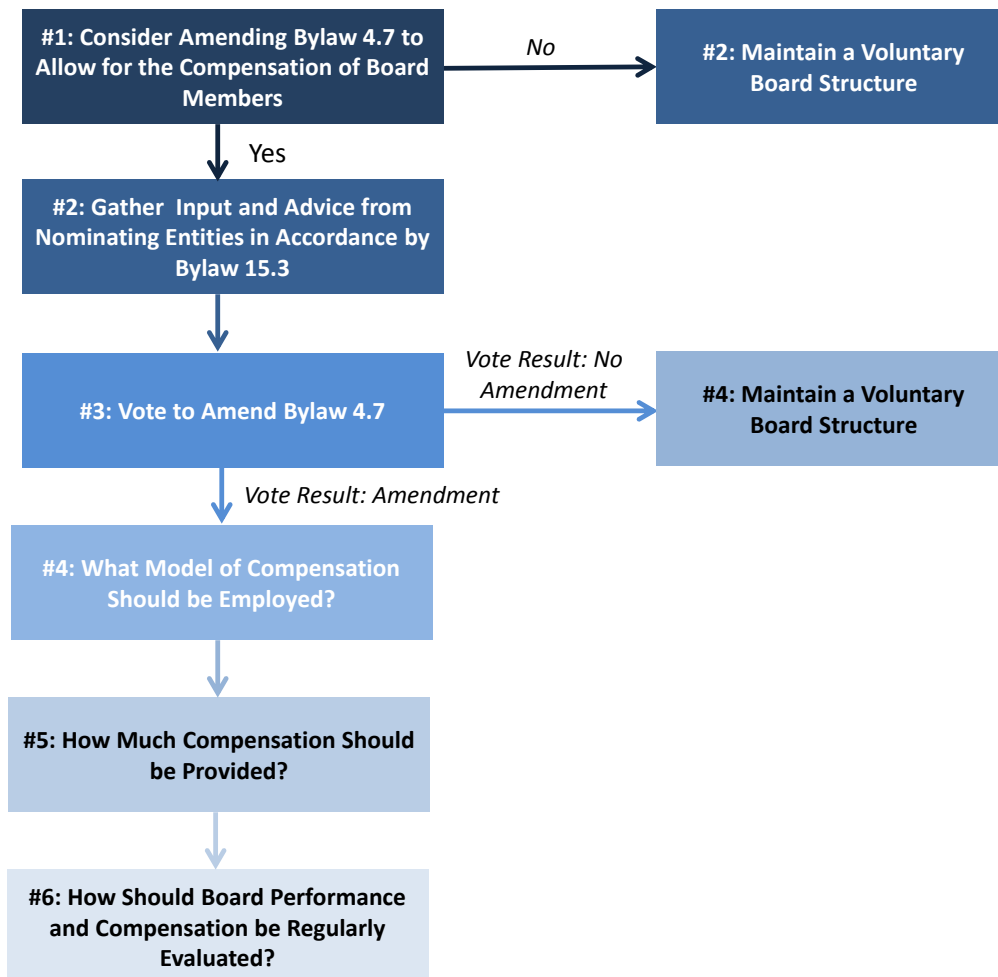 #1: Consider Amending Bylaw 4.7 to
Allow for the Compensation of Board
Members
No
#2: Maintain a Voluntary
Board Structure
Yes
#2: Gather Input and Advice from
Nominating Entities in Accordance by
Bylaw 15.3
#3: Vote to Amend Bylaw 4.7
Vote Result: No
Amendment
#4: Maintain a Voluntary
Board Structure
Vote Result: Amendment
#4: What Model of Compensation
Should be Employed?
#5: How Much Compensation Should
be Provided?
#6: How Should Board Performance
and Compensation be Regularly
Evaluated?